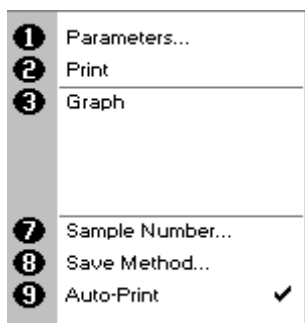 1 Parameters...
2 Print
3 Graph
7 Sample Number...
8 Save Method...
9 Auto-Print ✓